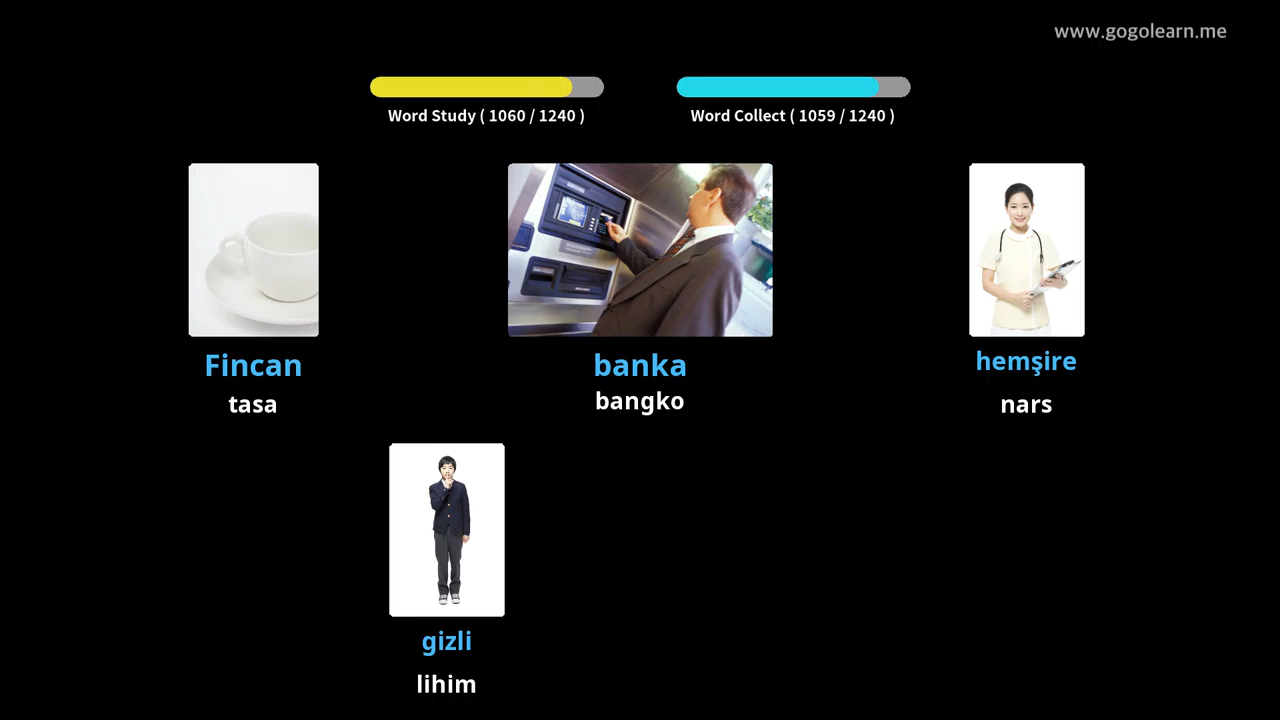 www.gogolearn.me
Word Study ( 1060 / 1240 )
Word Collect ( 1059 / 1240 )
Fincan
tasa
banka
bangko
hemşire
nars
gizli
lihim